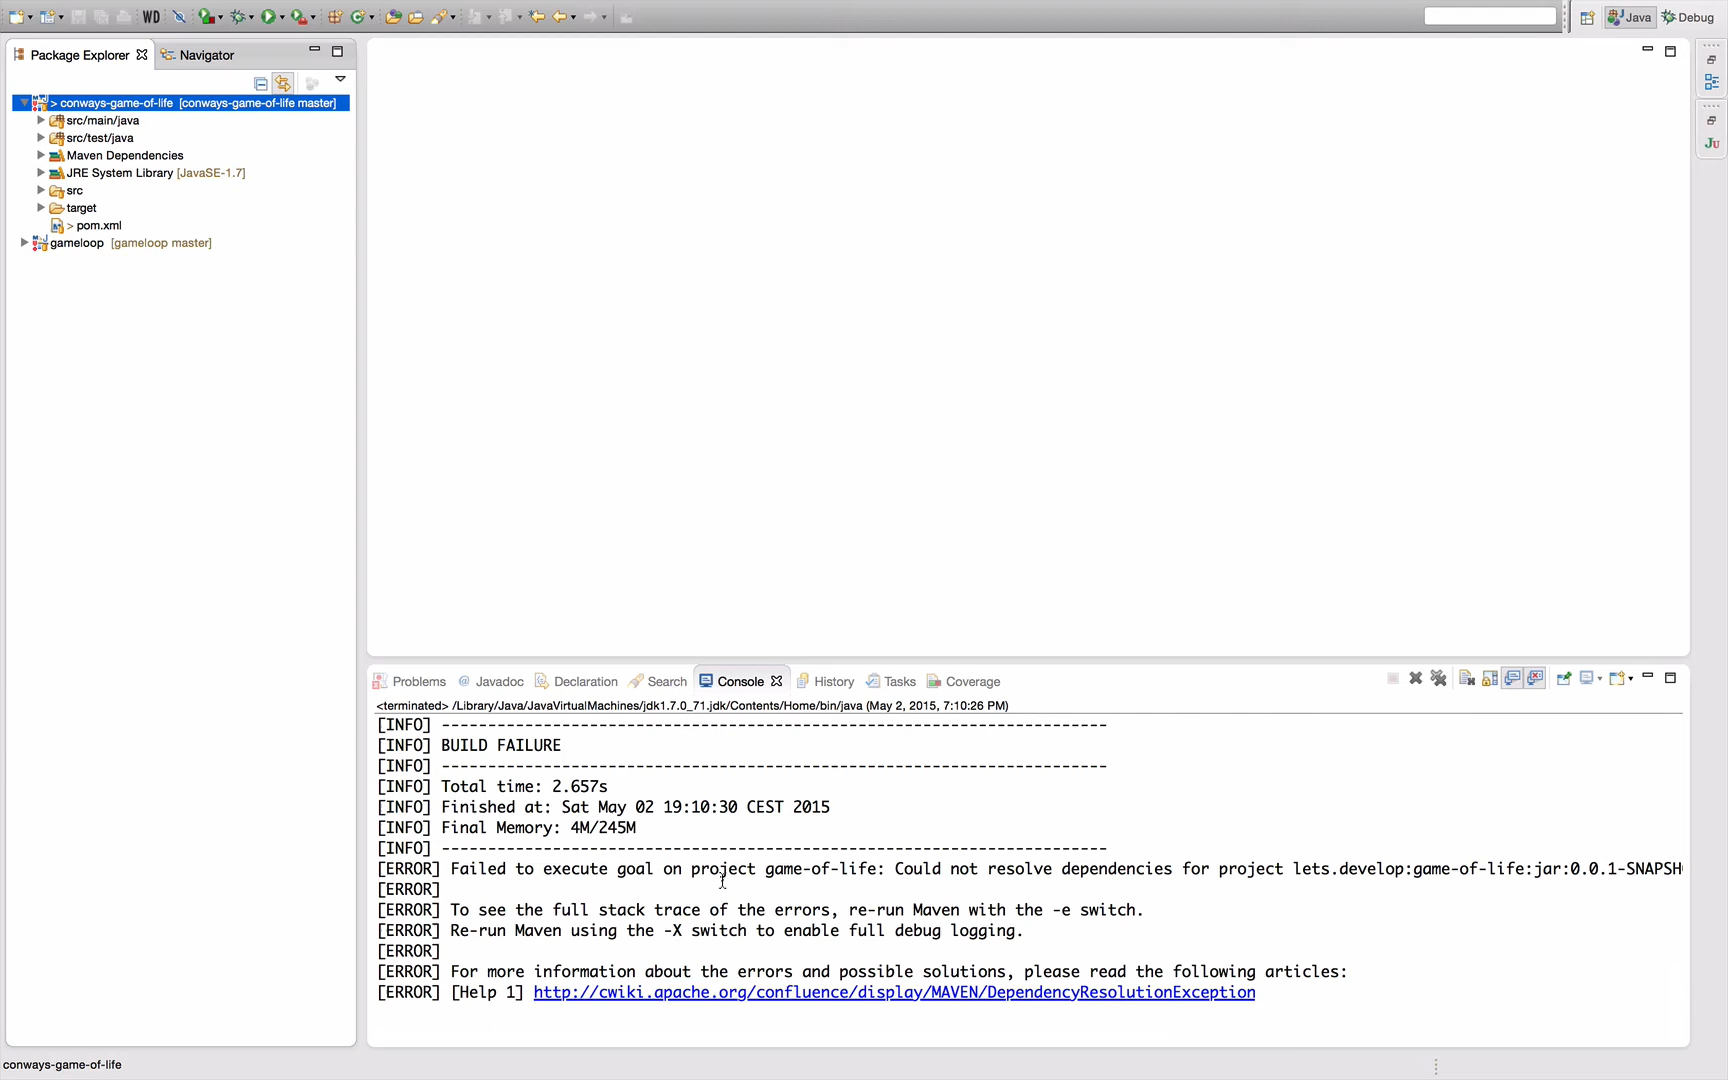 WD
Java
Debug
Package Explorer
Navigator
> conways-game-of-life [conways-game-of-life master]
src/main/java
src/test/java
Maven Dependencies
JRE System Library [JavaSE-1.7]
src
target
> pom.xml
gameloop [gameloop master]
Ju
Problems
@ Javadoc
Declaration
Search
Console
History
Tasks
Coverage
<terminated> /Library/Java/JavaVirtualMachines/jdk1.7.0_71.jdk/Contents/Home/bin/java (May 2, 2015, 7:10:26 PM)
[INFO] ------------------------------------------------------------------------
[INFO] BUILD FAILURE
[INFO] ------------------------------------------------------------------------
[INFO] Total time: 2.657s
[INFO] Finished at: Sat May 02 19:10:30 CEST 2015
[INFO] Final Memory: 4M/245M
[INFO] ------------------------------------------------------------------------
[ERROR] Failed to execute goal on project game-of-life: Could not resolve dependencies for project lets.develop:game-of-life:jar:0.0.1-SNAPSH
[ERROR]
[ERROR] To see the full stack trace of the errors, re-run Maven with the -e switch.
[ERROR] Re-run Maven using the -X switch to enable full debug logging.
[ERROR]
[ERROR] For more information about the errors and possible solutions, please read the following articles:
[ERROR] [Help 1] http://cwiki.apache.org/confluence/display/MAVEN/DependencyResolutionException
conways-game-of-life